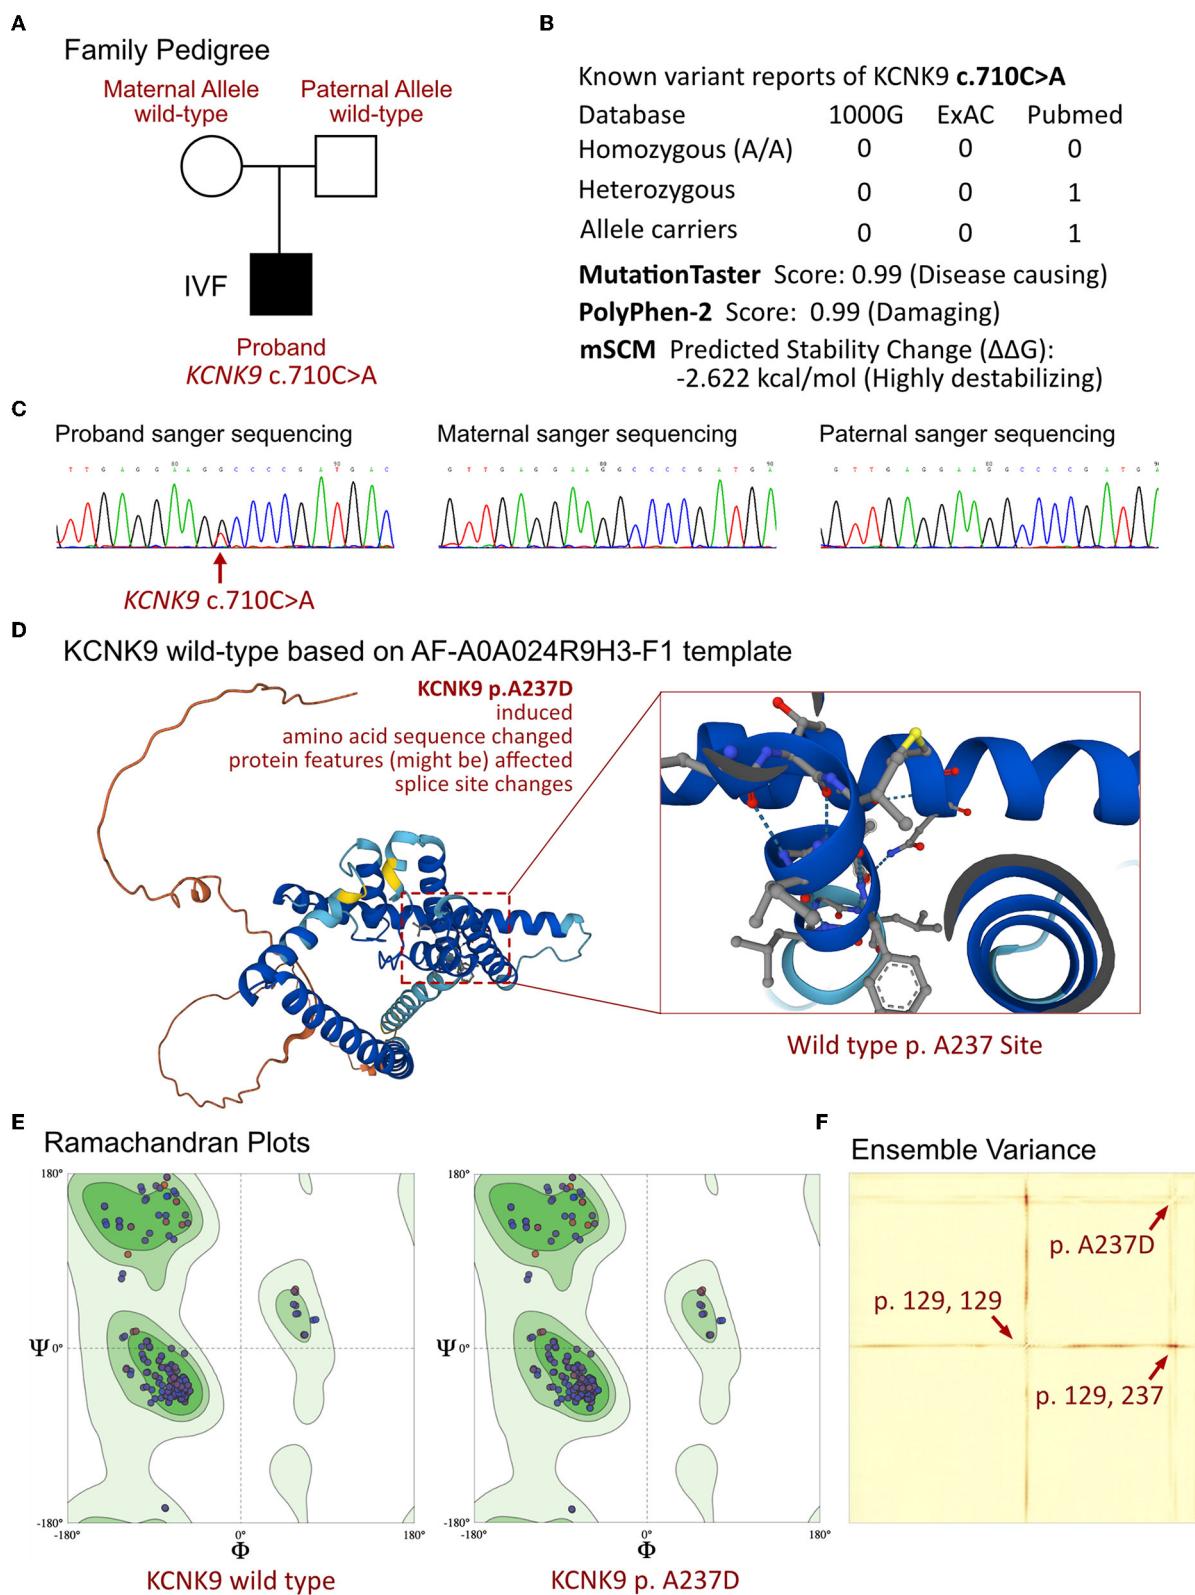 A
Family Pedigree
Maternal Allele
wild-type
Paternal Allele
wild-type
IVF
Proband
KCNK9 c.710C>A
B
Known variant reports of KCNK9 c.710C>A
Database 1000G ExAC Pubmed
Homozygous (A/A) 0 0 0
Heterozygous 0 0 1
Allele carriers 0 0 1
MutationTaster Score: 0.99 (Disease causing)
PolyPhen-2 Score: 0.99 (Damaging)
mSCM Predicted Stability Change (ΔΔG):
-2.622 kcal/mol (Highly destabilizing)
C
Proband sanger sequencing
80 90
T T G A G G A A G G C C C C G A T G A C
KCNK9 c.710C>A
Maternal sanger sequencing
80 90
G T T G A G G A A G G C C C C G A T G A
Paternal sanger sequencing
80
G T T G A G G A A G G C C C C G A T G A
D
KCNK9 wild-type based on AF-A0A024R9H3-F1 template
KCNK9 p.A237D
induced
amino acid sequence changed
protein features (might be) affected
splice site changes
Wild type p. A237 Site
E
Ramachandran Plots
180°
Ψ 0°
-180°
-180° 0° 180°
Φ
KCNK9 wild type
180°
0°
-180°
-180° 0° 180°
Φ
KCNK9 p. A237D
F
Ensemble Variance
p. A237D
p. 129, 129
p. 129, 237